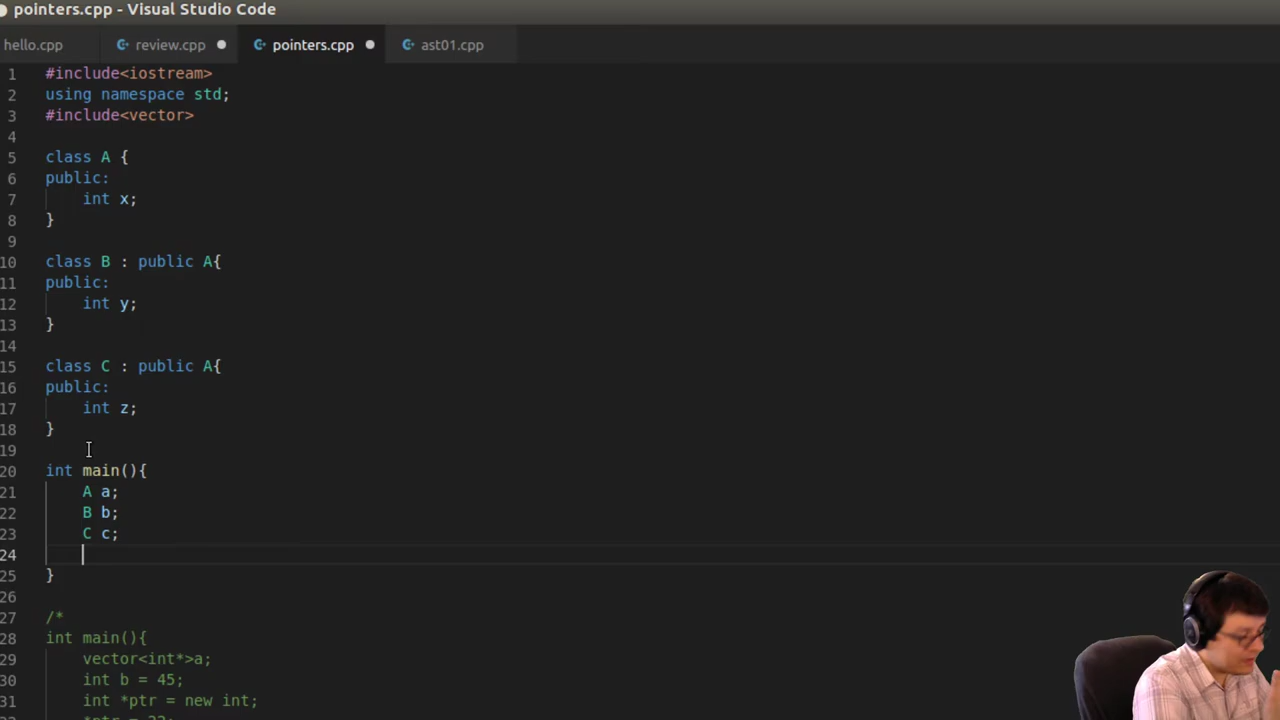 pointers.cpp - Visual Studio Code
hello.cpp review.cpp pointers.cpp ast01.cpp
1 #include<iostream>
2 using namespace std;
3 #include<vector>
4
5 class A {
6 public:
7 int x;
8 }
9
10 class B : public A{
11 public:
12 int y;
13 }
14
15 class C : public A{
16 public:
17 int z;
18 }
19
20 int main(){
21 A a;
22 B b;
23 C c;
24
25 }
26
27 /*
28 int main(){
29 vector<int*>a;
30 int b = 45;
31 int *ptr = new int;
*ptr = 22;